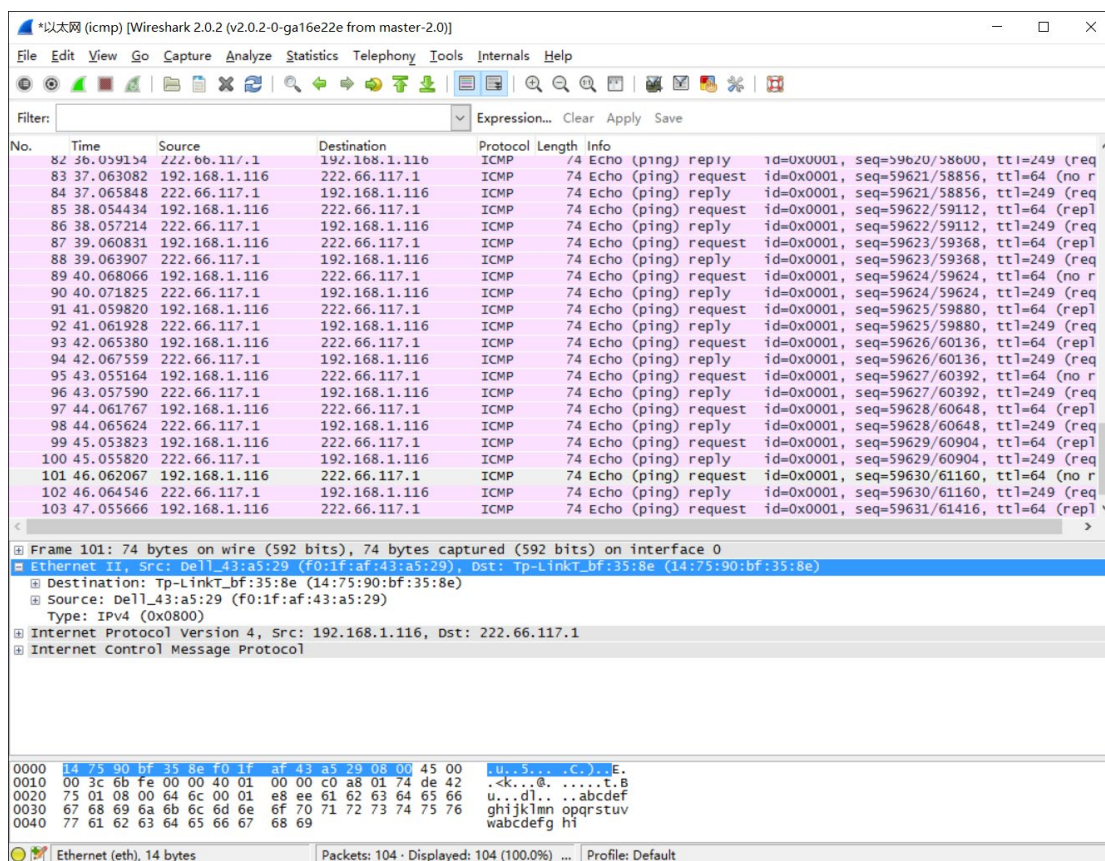 *以太网 (icmp) [Wireshark 2.0.2 (v2.0.2-0-ga16e22e from master-2.0)]
File Edit View Go Capture Analyze Statistics Telephony Tools Internals Help
Filter: Expression... Clear Apply Save
No. Time Source Destination Protocol Length Info
82 36.059154 222.66.117.1 192.168.1.116 ICMP 74 Echo (ping) reply id=0x0001, seq=59620/58600, ttl=249 (req
83 37.063082 192.168.1.116 222.66.117.1 ICMP 74 Echo (ping) request id=0x0001, seq=59621/58856, ttl=64 (no r
84 37.065848 222.66.117.1 192.168.1.116 ICMP 74 Echo (ping) reply id=0x0001, seq=59621/58856, ttl=249 (req
85 38.054434 192.168.1.116 222.66.117.1 ICMP 74 Echo (ping) request id=0x0001, seq=59622/59112, ttl=64 (repl
86 38.057214 222.66.117.1 192.168.1.116 ICMP 74 Echo (ping) reply id=0x0001, seq=59622/59112, ttl=249 (req
87 39.060831 192.168.1.116 222.66.117.1 ICMP 74 Echo (ping) request id=0x0001, seq=59623/59368, ttl=64 (repl
88 39.063907 222.66.117.1 192.168.1.116 ICMP 74 Echo (ping) reply id=0x0001, seq=59623/59368, ttl=249 (req
89 40.068066 192.168.1.116 222.66.117.1 ICMP 74 Echo (ping) request id=0x0001, seq=59624/59624, ttl=64 (no r
90 40.071825 222.66.117.1 192.168.1.116 ICMP 74 Echo (ping) reply id=0x0001, seq=59624/59624, ttl=249 (req
91 41.059820 192.168.1.116 222.66.117.1 ICMP 74 Echo (ping) request id=0x0001, seq=59625/59880, ttl=64 (repl
92 41.061928 222.66.117.1 192.168.1.116 ICMP 74 Echo (ping) reply id=0x0001, seq=59625/59880, ttl=249 (req
93 42.065380 192.168.1.116 222.66.117.1 ICMP 74 Echo (ping) request id=0x0001, seq=59626/60136, ttl=64 (repl
94 42.067559 222.66.117.1 192.168.1.116 ICMP 74 Echo (ping) reply id=0x0001, seq=59626/60136, ttl=249 (req
95 43.055164 192.168.1.116 222.66.117.1 ICMP 74 Echo (ping) request id=0x0001, seq=59627/60392, ttl=64 (no r
96 43.057590 222.66.117.1 192.168.1.116 ICMP 74 Echo (ping) reply id=0x0001, seq=59627/60392, ttl=249 (req
97 44.061767 192.168.1.116 222.66.117.1 ICMP 74 Echo (ping) request id=0x0001, seq=59628/60648, ttl=64 (repl
98 44.065624 222.66.117.1 192.168.1.116 ICMP 74 Echo (ping) reply id=0x0001, seq=59628/60648, ttl=249 (req
99 45.053823 192.168.1.116 222.66.117.1 ICMP 74 Echo (ping) request id=0x0001, seq=59629/60904, ttl=64 (repl
100 45.055820 222.66.117.1 192.168.1.116 ICMP 74 Echo (ping) reply id=0x0001, seq=59629/60904, ttl=249 (req
101 46.062067 192.168.1.116 222.66.117.1 ICMP 74 Echo (ping) request id=0x0001, seq=59630/61160, ttl=64 (no r
102 46.064546 222.66.117.1 192.168.1.116 ICMP 74 Echo (ping) reply id=0x0001, seq=59630/61160, ttl=249 (req
103 47.055666 192.168.1.116 222.66.117.1 ICMP 74 Echo (ping) request id=0x0001, seq=59631/61416, ttl=64 (repl
Frame 101: 74 bytes on wire (592 bits), 74 bytes captured (592 bits) on interface 0
Ethernet II, Src: Dell_43:a5:29 (f0:1f:af:43:a5:29), Dst: Tp-LinkT_bf:35:8e (14:75:90:bf:35:8e)
Destination: Tp-LinkT_bf:35:8e (14:75:90:bf:35:8e)
Source: Dell_43:a5:29 (f0:1f:af:43:a5:29)
Type: IPv4 (0x0800)
Internet Protocol Version 4, Src: 192.168.1.116, Dst: 222.66.117.1
Internet Control Message Protocol
0000 14 75 90 bf 35 8e f0 1f af 43 a5 29 08 00 45 00 .u..5... .C.)..E.
0010 00 3c 6b fe 00 00 40 01 00 00 c0 a8 01 74 de 42 .<k...@. .....t.B
0020 75 01 08 00 64 6c 00 01 e8 ee 61 62 63 64 65 66 u...dl.. ..abcdef
0030 67 68 69 6a 6b 6c 6d 6e 6f 70 71 72 73 74 75 76 ghijklmn opqrstuv
0040 77 61 62 63 64 65 66 67 68 69 wabcdefg hi
Ethernet (eth), 14 bytes Packets: 104 · Displayed: 104 (100.0%) ... Profile: Default